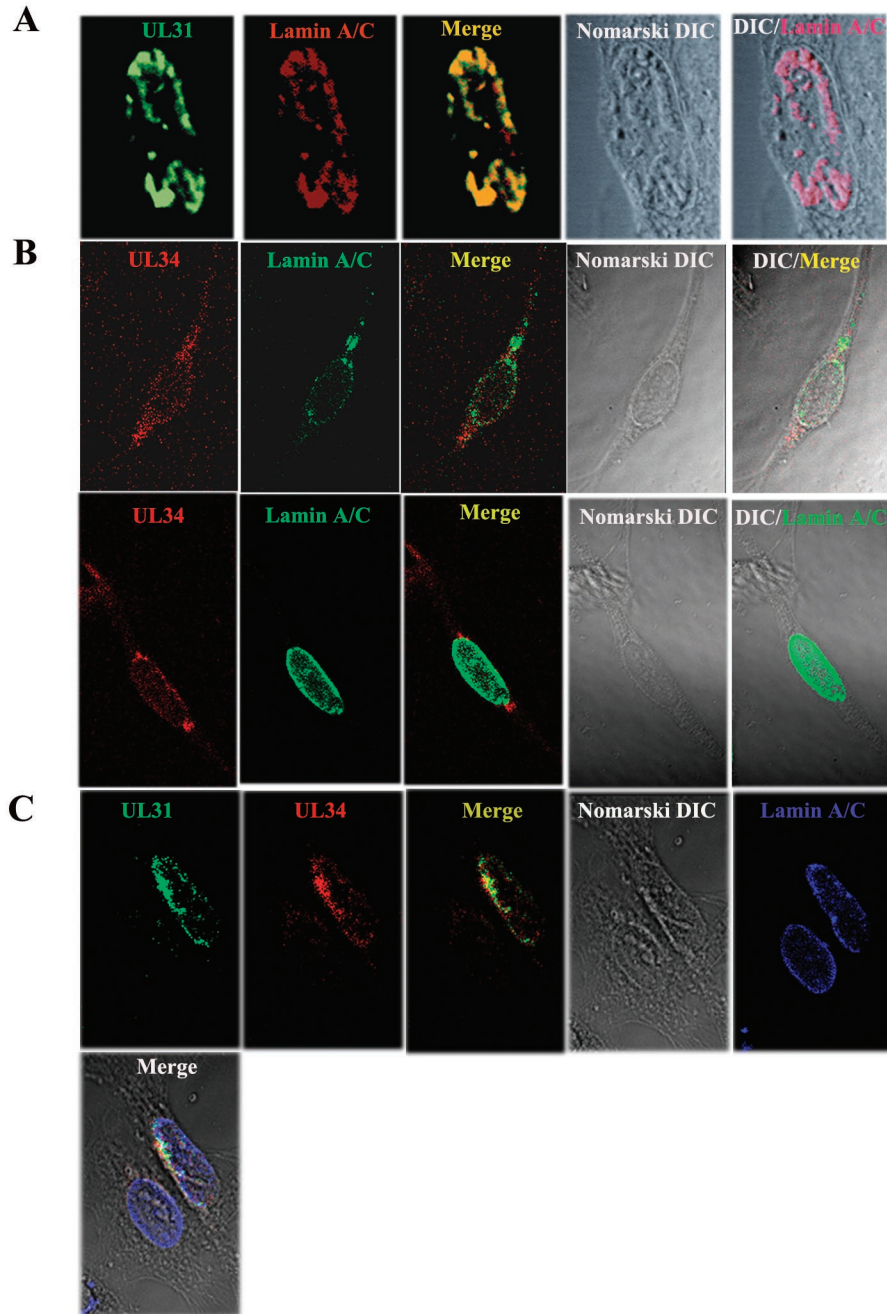 A
UL31 Lamin A/C Merge Nomarski DIC DIC/Lamin A/C
B
UL34 Lamin A/C Merge Nomarski DIC DIC/Merge
UL34 Lamin A/C Merge Nomarski DIC DIC/Lamin A/C
C
UL31 UL34 Merge Nomarski DIC Lamin A/C
Merge